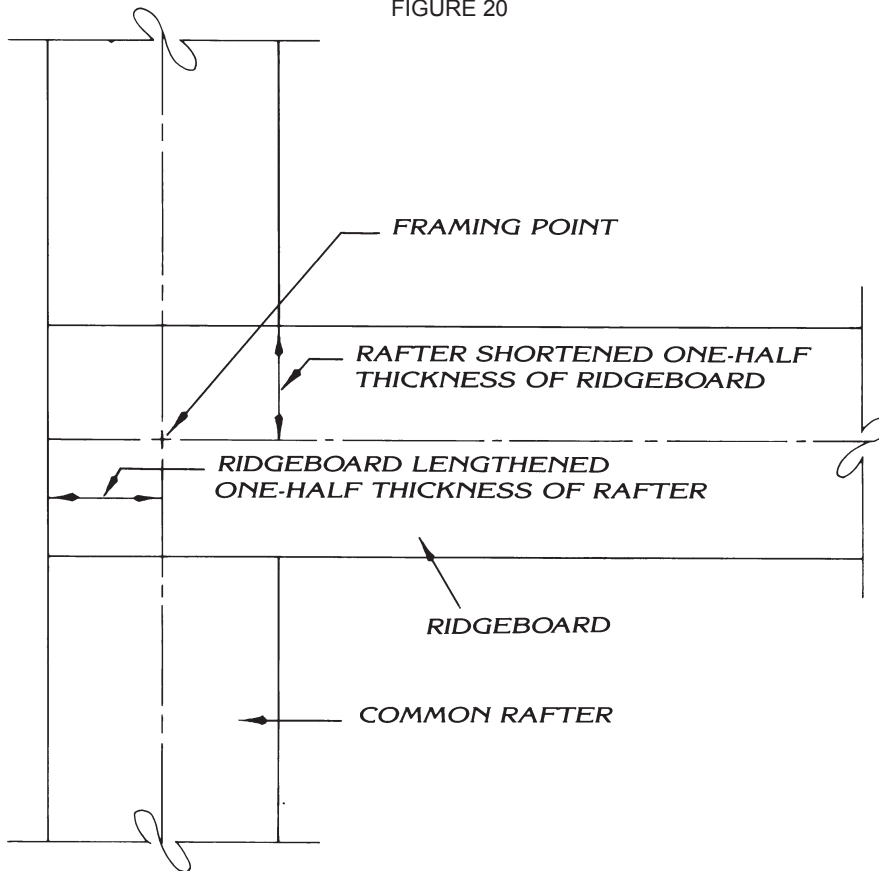 FIGURE 20
FRAMING POINT
RAFTER SHORTENED ONE-HALF
THICKNESS OF RIDGEBOARD
RIDGEBOARD LENGTHENED
ONE-HALF THICKNESS OF RAFTER
RIDGEBOARD
COMMON RAFTER